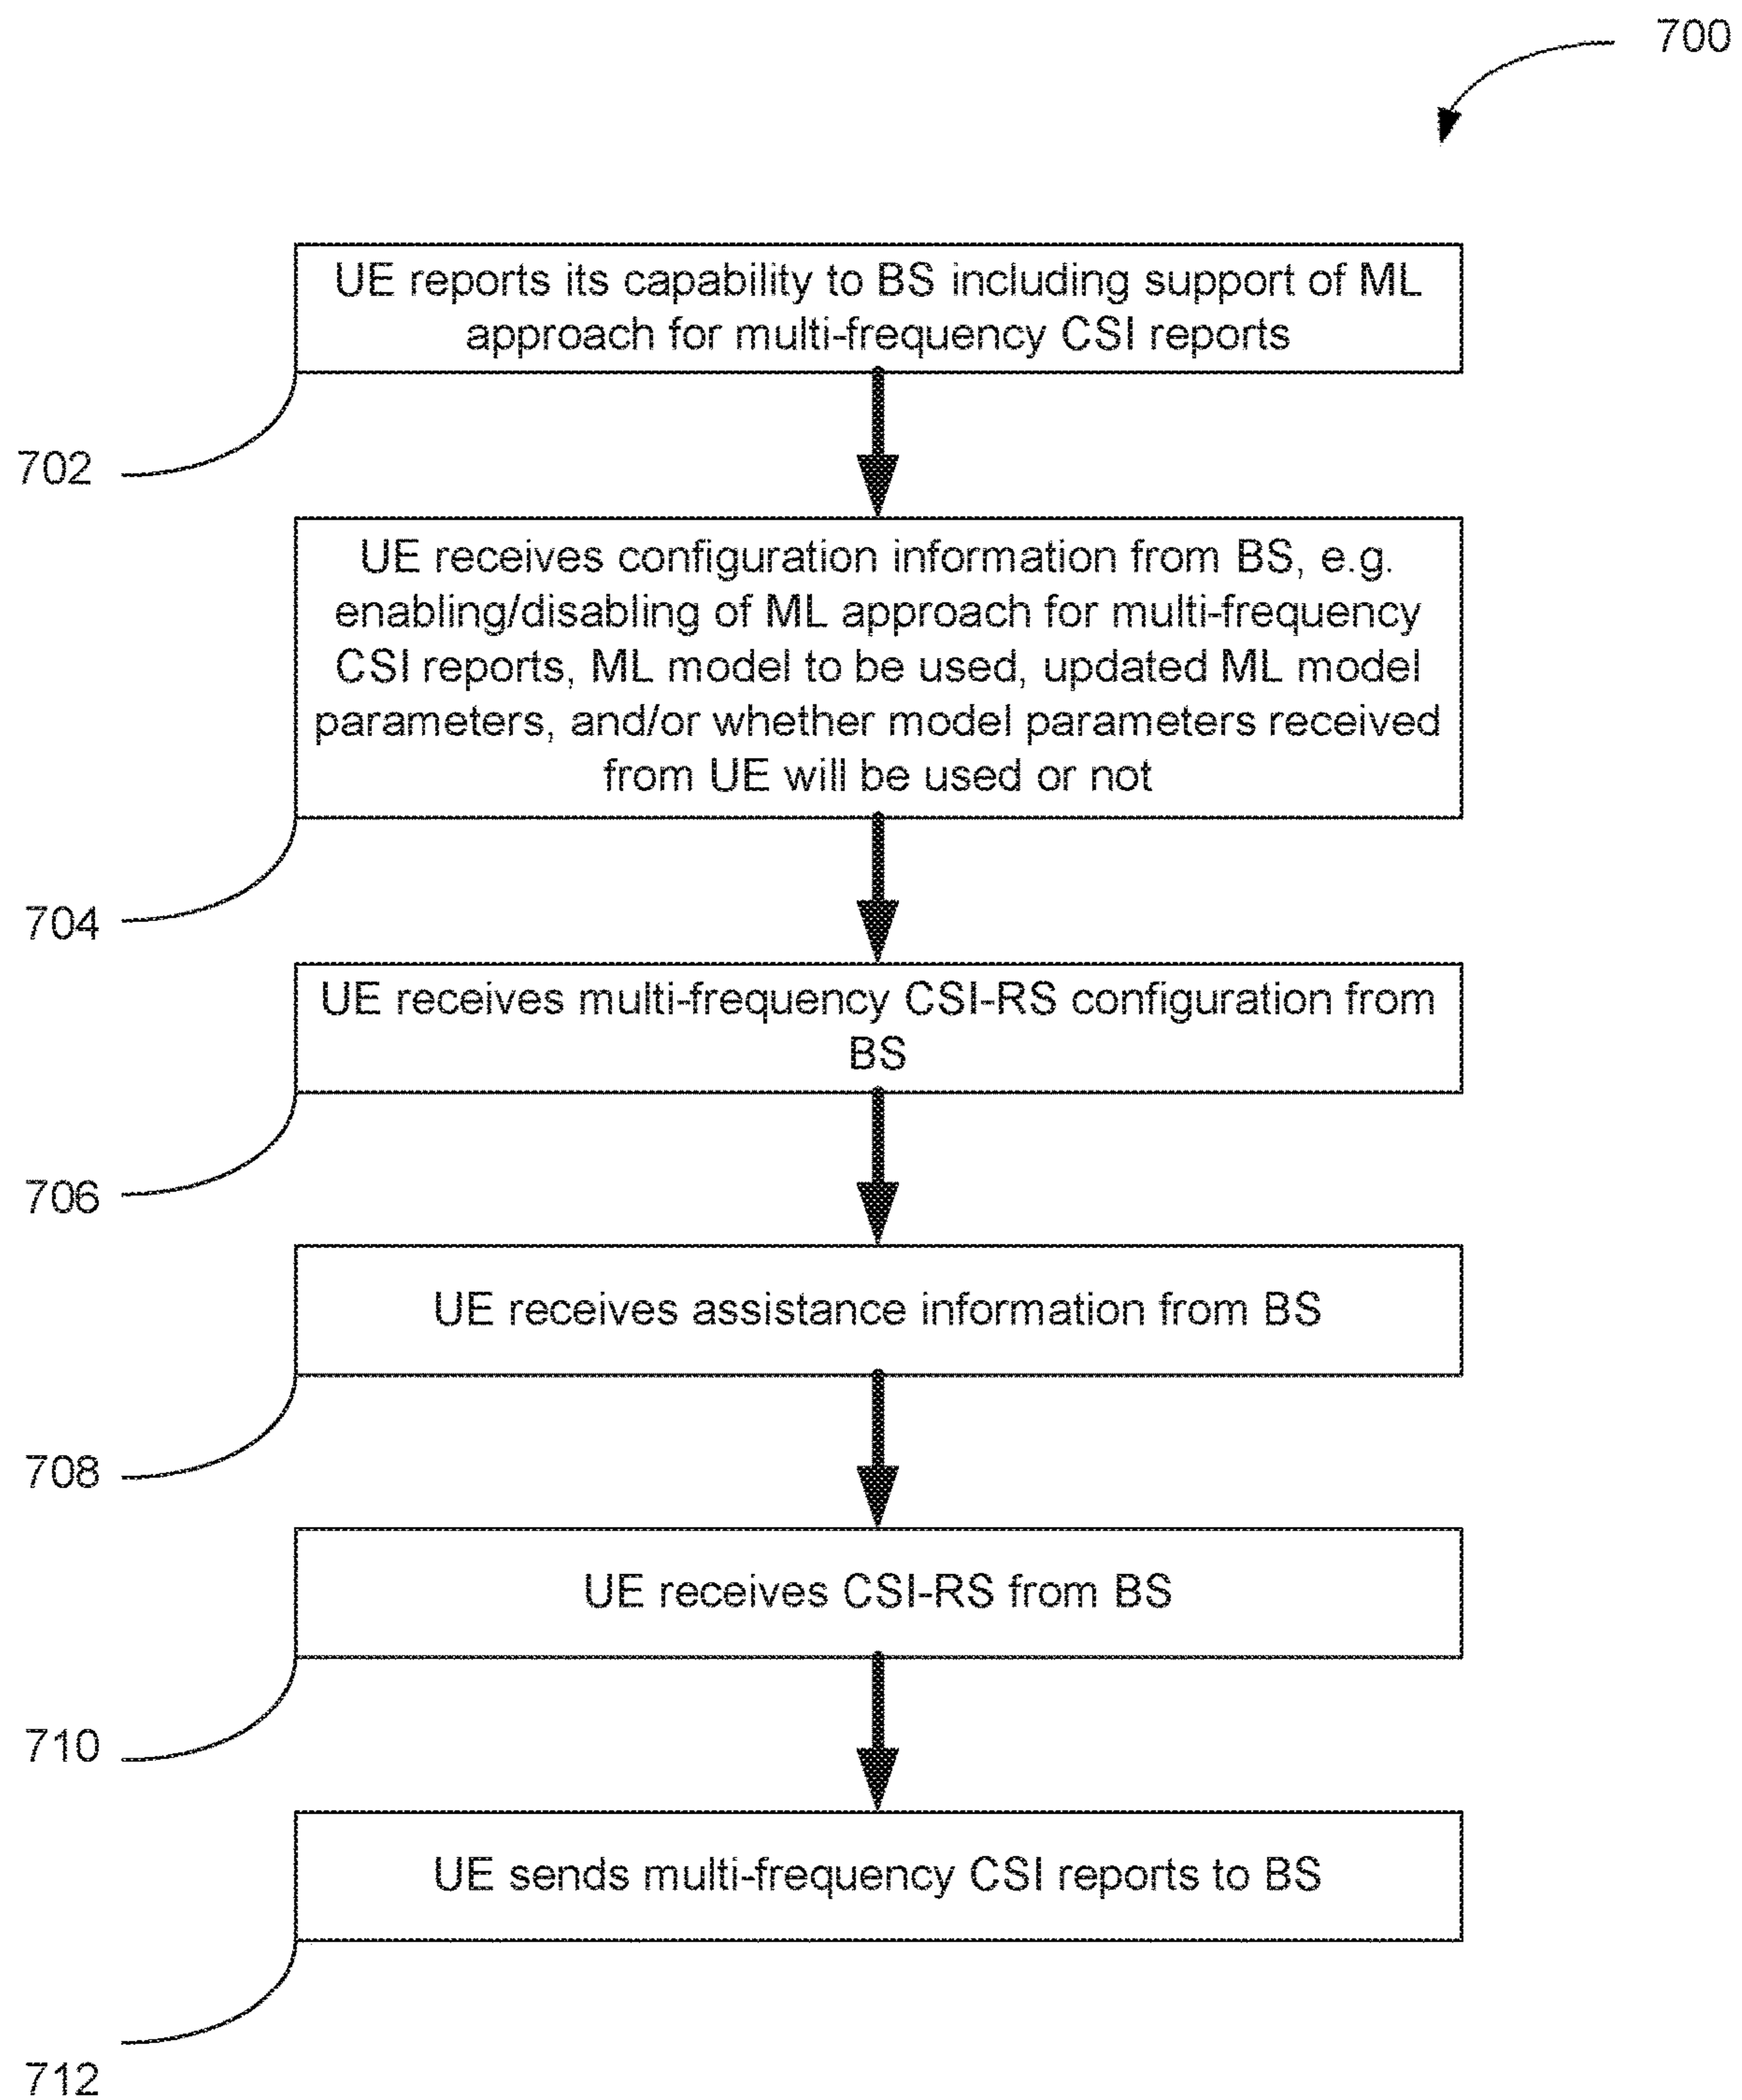 700
UE reports its capability to BS including support of ML
approach for multi-frequency CSI reports
702
UE receives configuration information from BS, e.g.
enabling/disabling of ML approach for multi-frequency
CSI reports, ML model to be used, updated ML model
parameters, and/or whether model parameters received
from UE will be used or not
704
UE receives multi-frequency CSI-RS configuration from
BS
706
UE receives assistance information from BS
708
UE receives CSI-RS from BS
710
UE sends multi-frequency CSI reports to BS
712